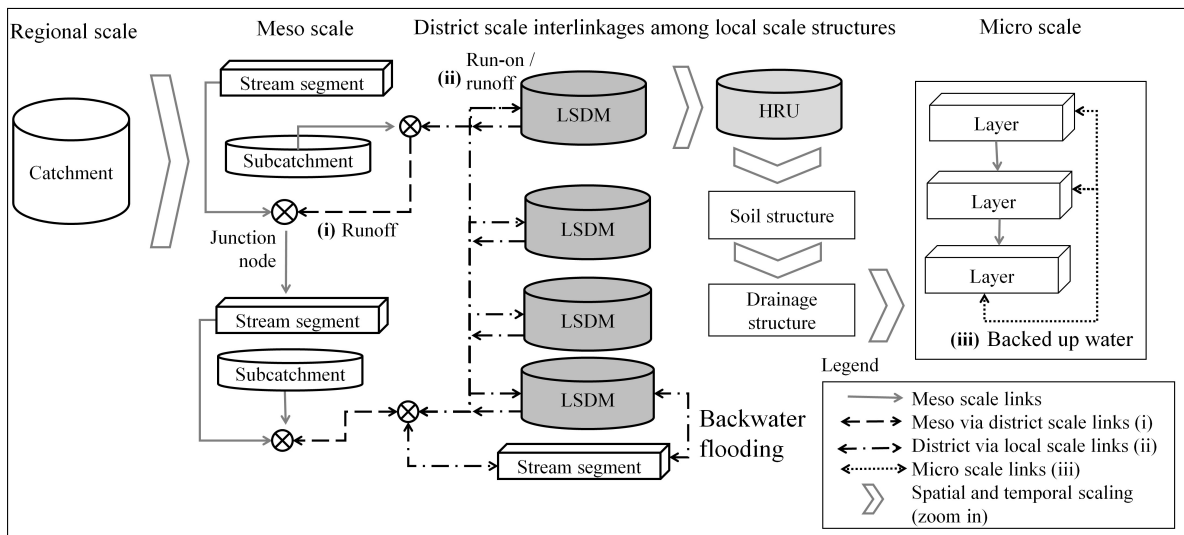 Regional scale
Meso scale
District scale interlinkages among local scale structures
Micro scale
Stream segment
(ii)
Run-on /
runoff
LSDM
HRU
Layer
Catchment
Subcatchment
Layer
LSDM
Soil structure
(i) Runoff
Junction
node
Layer
Stream segment
LSDM
Drainage
structure
(iii) Backed up water
Subcatchment
LSDM
Backwater
flooding
Stream segment
Legend
Meso scale links
Meso via district scale links (i)
District via local scale links (ii)
Micro scale links (iii)
Spatial and temporal scaling
(zoom in)